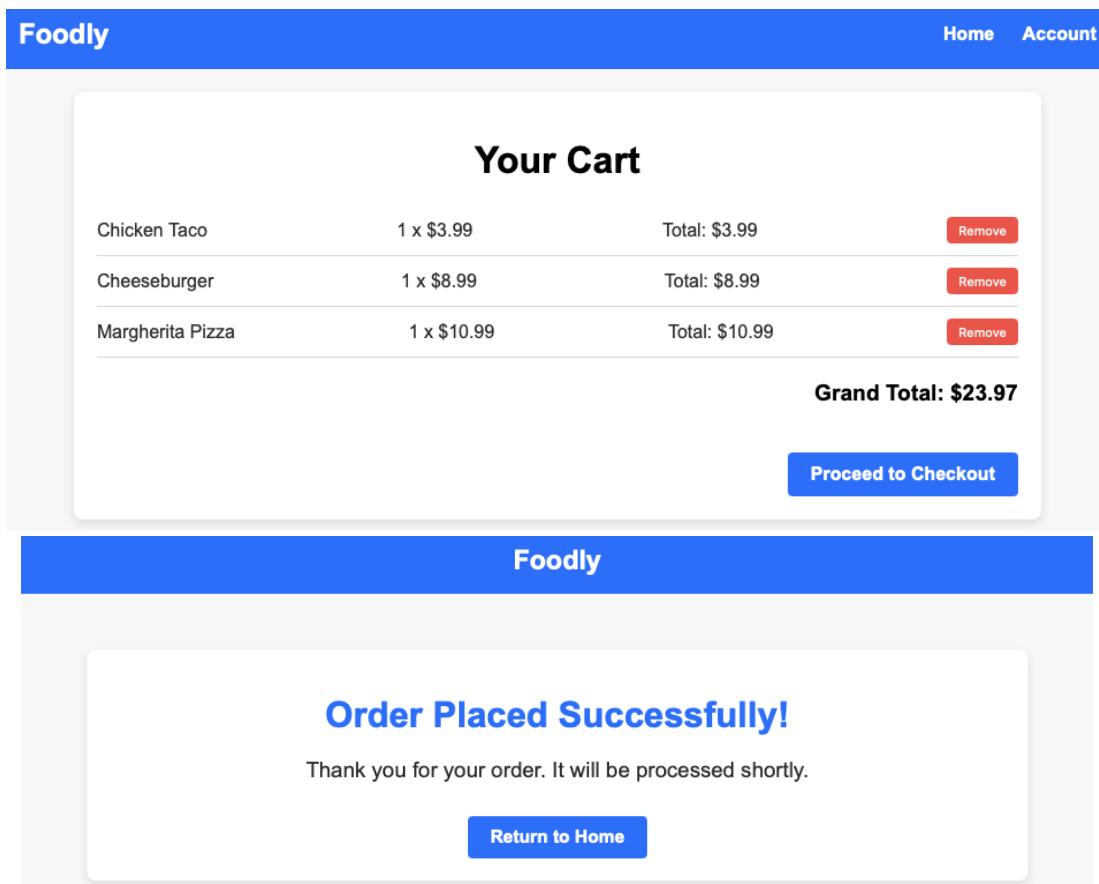 Foodly Home Account
Your Cart
Chicken Taco 1 x $3.99 Total: $3.99 Remove
Cheeseburger 1 x $8.99 Total: $8.99 Remove
Margherita Pizza 1 x $10.99 Total: $10.99 Remove
Grand Total: $23.97
Proceed to Checkout
Foodly
Order Placed Successfully!
Thank you for your order. It will be processed shortly.
Return to Home